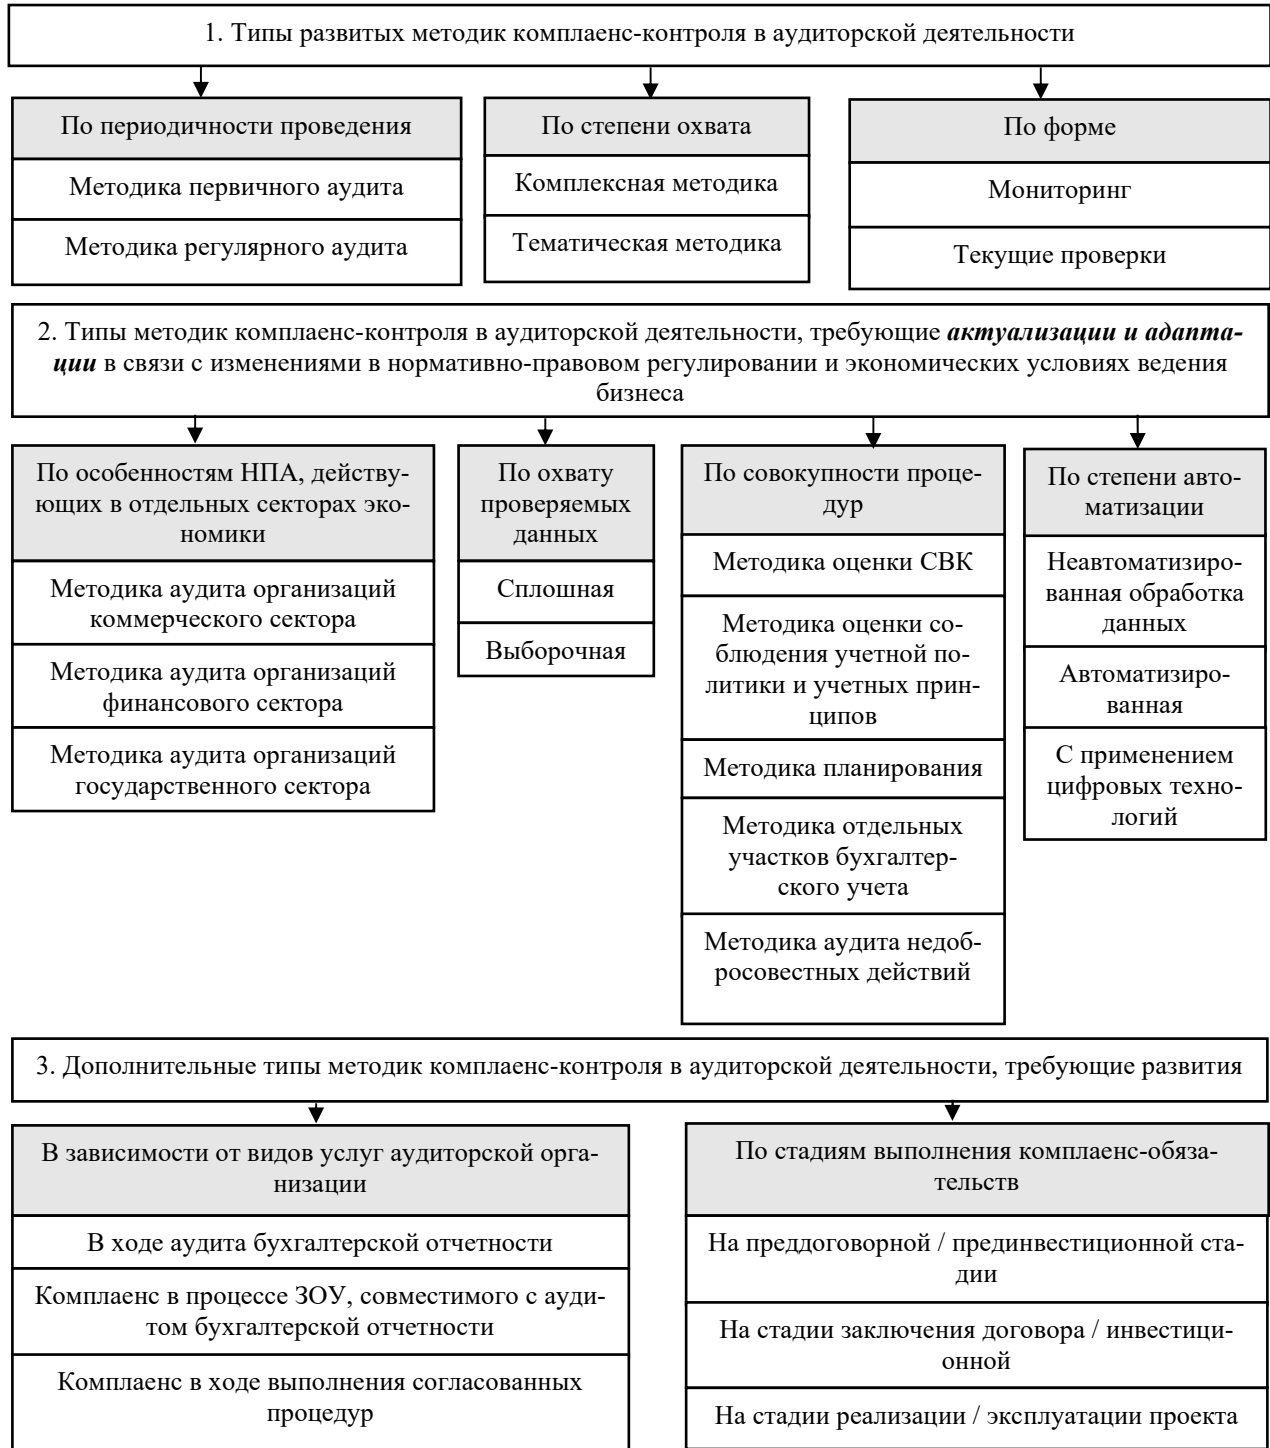 1. Типы развитых методик комплаенс-контроля в аудиторской деятельности
По периодичности проведения
Методика первичного аудита
Методика регулярного аудита
По степени охвата
Комплексная методика
Тематическая методика
По форме
Мониторинг
Текущие проверки
2. Типы методик комплаенс-контроля в аудиторской деятельности, требующие актуализации и адапта-
ции в связи с изменениями в нормативно-правовом регулировании и экономических условиях ведения
бизнеса
По особенностям НПА, действу-
ющих в отдельных секторах эко-
номики
Методика аудита организаций
коммерческого сектора
Методика аудита организаций
финансового сектора
Методика аудита организаций
государственного сектора
По охвату
проверяемых
данных
Сплошная
Выборочная
По совокупности проце-
дур
Методика оценки СВК
Методика оценки со-
блюдения учетной по-
литики и учетных прин-
ципов
Методика планирования
Методика отдельных
участков бухгалтер-
ского учета
Методика аудита недоб-
росовестных действий
По степени авто-
матизации
Неавтоматизиро-
ванная обработка
данных
Автоматизиро-
ванная
С применением
цифровых техно-
логий
3. Дополнительные типы методик комплаенс-контроля в аудиторской деятельности, требующие развития
В зависимости от видов услуг аудиторской орга-
низации
В ходе аудита бухгалтерской отчетности
Комплаенс в процессе ЗОУ, совместимого с ауди-
том бухгалтерской отчетности
Комплаенс в ходе выполнения согласованных
процедур
По стадиям выполнения комплаенс-обяза-
тельств
На преддоговорной / прединвестиционной ста-
дии
На стадии заключения договора / инвестици-
онной
На стадии реализации / эксплуатации проекта